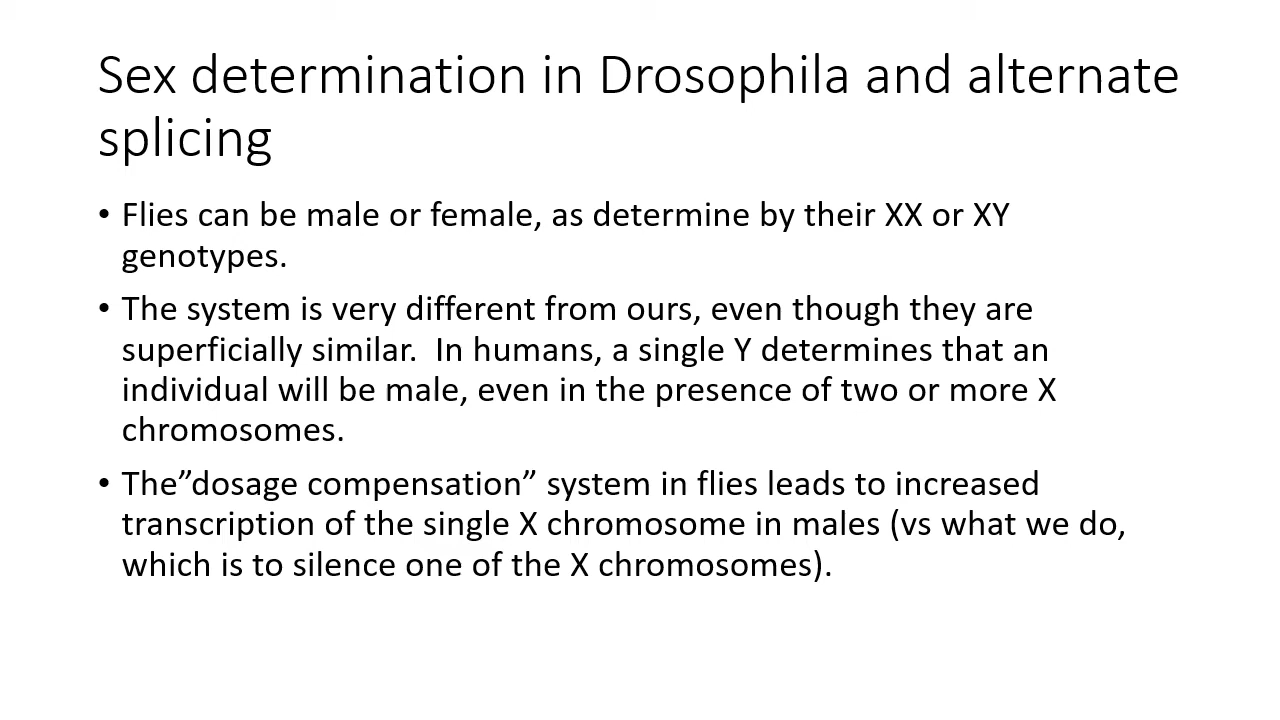 Sex determination in Drosophila and alternate
splicing
• Flies can be male or female, as determine by their XX or XY
genotypes.
• The system is very different from ours, even though they are
superficially similar.  In humans, a single Y determines that an
individual will be male, even in the presence of two or more X
chromosomes.
• The”dosage compensation” system in flies leads to increased
transcription of the single X chromosome in males (vs what we do,
which is to silence one of the X chromosomes).